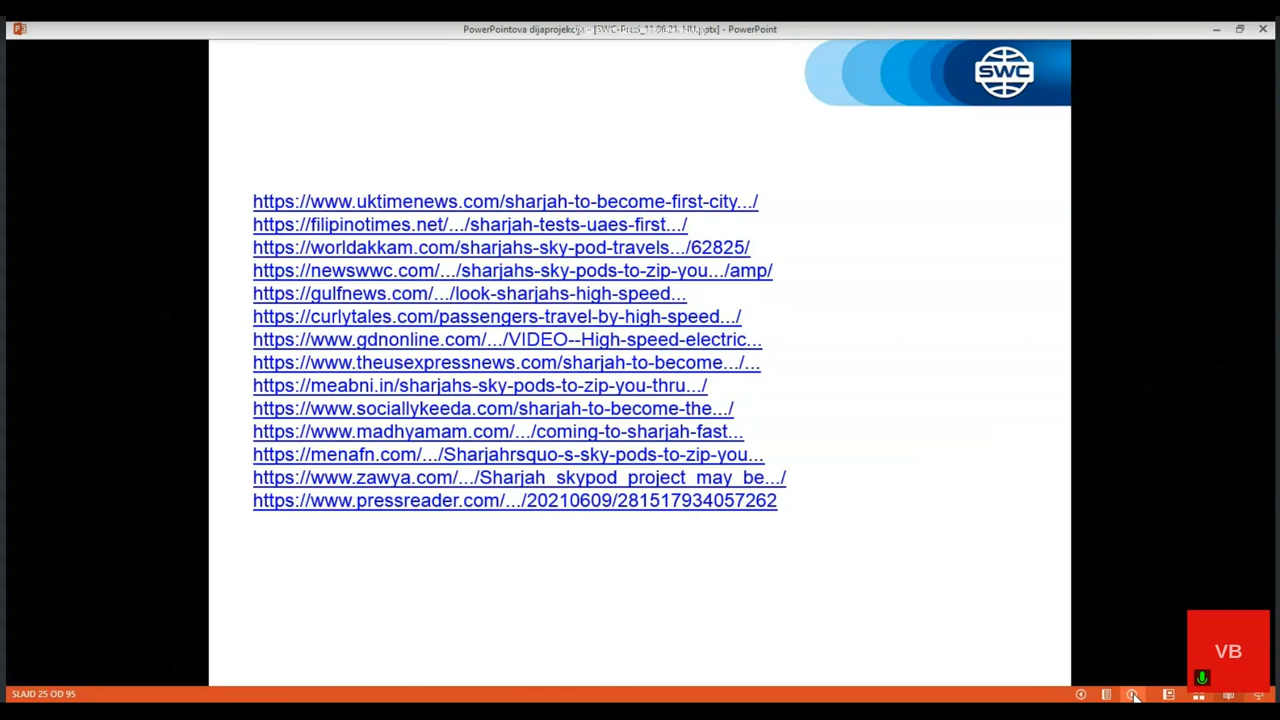 PowerPointova dijaprojekcija - [SWC-Prezi_11.06.21._HU.pptx] - PowerPoint
SWC
https://www.uktimenews.com/sharjah-to-become-first-city.../
https://filipinotimes.net/.../sharjah-tests-uaes-first.../
https://worldakkam.com/sharjahs-sky-pod-travels.../62825/
https://newswwc.com/.../sharjahs-sky-pods-to-zip-you.../amp/
https://gulfnews.com/.../look-sharjahs-high-speed...
https://curlytales.com/passengers-travel-by-high-speed.../
https://www.gdnonline.com/.../VIDEO--High-speed-electric...
https://www.theusexpressnews.com/sharjah-to-become.../...
https://meabni.in/sharjahs-sky-pods-to-zip-you-thru.../
https://www.sociallykeeda.com/sharjah-to-become-the.../
https://www.madhyamam.com/.../coming-to-sharjah-fast...
https://menafn.com/.../Sharjahrsquo-s-sky-pods-to-zip-you...
https://www.zawya.com/.../Sharjah_skypod_project_may_be.../
https://www.pressreader.com/.../20210609/281517934057262
VB
SLAJD 25 OD 95